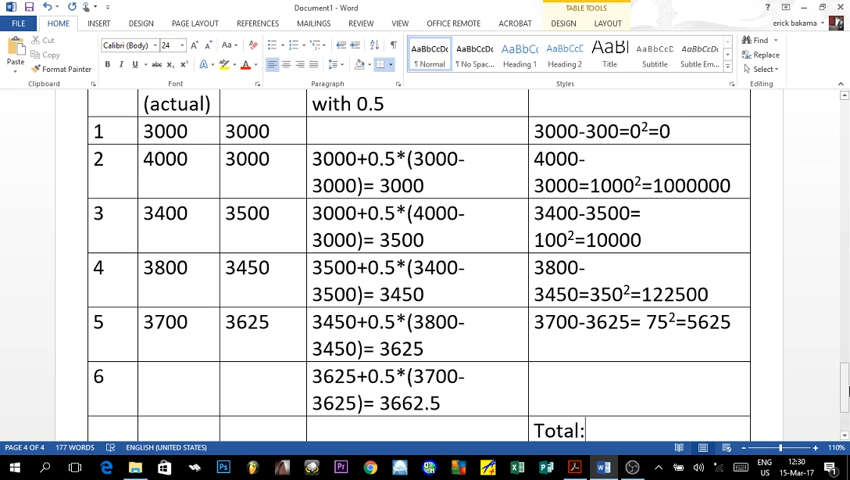 Document1 - Word
TABLE TOOLS
FILE
HOME
INSERT
DESIGN
PAGE LAYOUT
REFERENCES
MAILINGS
REVIEW
VIEW
OFFICE REMOTE
ACROBAT
DESIGN
LAYOUT
erick bakama
Cut
Copy
Paste
Format Painter
Clipboard
Calibri (Body)
24
Font
Paragraph
AaBbCcDc
¶ Normal
AaBbCcDc
¶ No Spac...
AaBbCc
Heading 1
AaBbCc
Heading 2
AaBI
Title
AaBbCcC
Subtitle
AaBbCcDc
Subtle Em...
Styles
Find
Replace
Select
Editing
(actual)
with 0.5
1 3000 3000 3000-300=0²=0
2 4000 3000 3000+0.5*(3000- 4000-
3000)= 3000 3000=1000²=1000000
3 3400 3500 3000+0.5*(4000- 3400-3500=
3000)= 3500 100²=10000
4 3800 3450 3500+0.5*(3400- 3800-
3500)= 3450 3450=350²=122500
5 3700 3625 3450+0.5*(3800- 3700-3625= 75²=5625
3450)= 3625
6 3625+0.5*(3700-
3625)= 3662.5
Total:
PAGE 4 OF 4
177 WORDS
ENGLISH (UNITED STATES)
110%
ENG
US
12:30
15-Mar-17